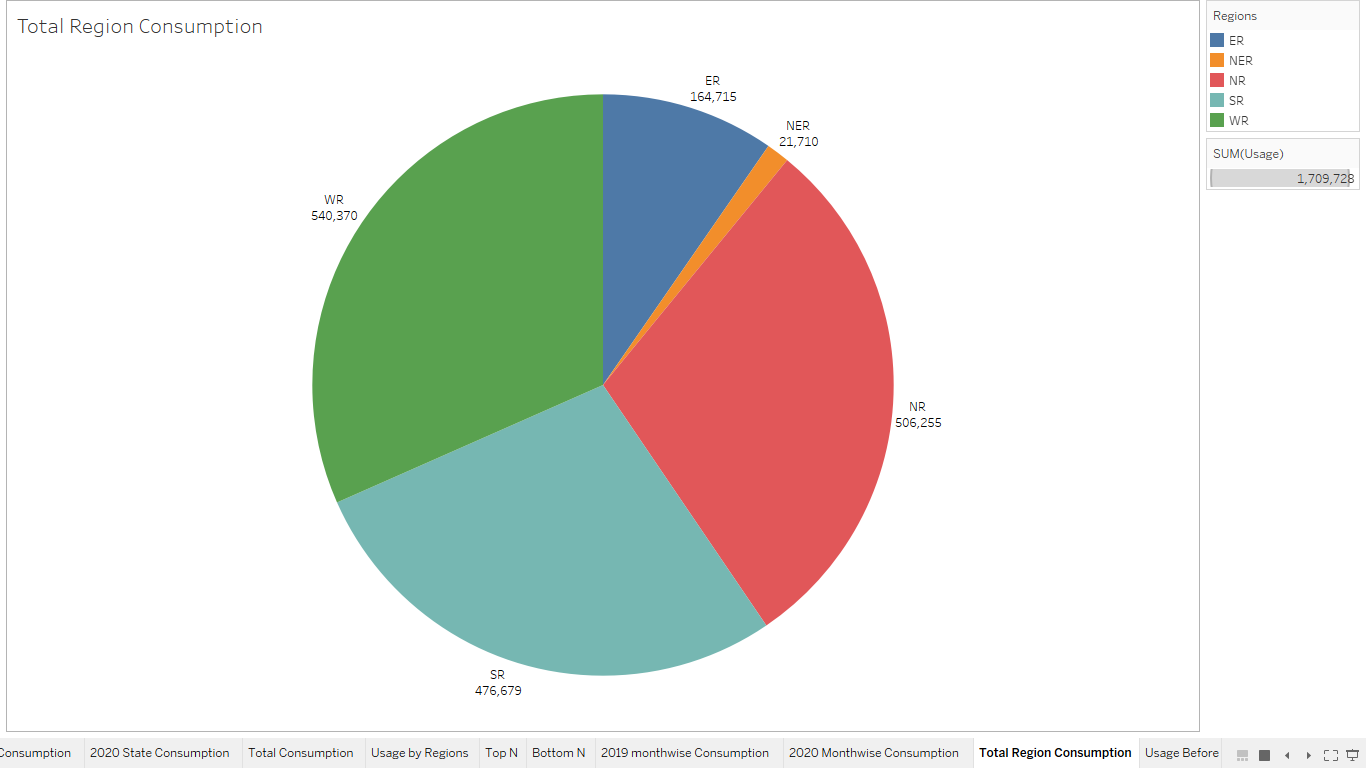 Total Region Consumption
ER
164,715
NER
21,710
WR
540,370
NR
506,255
SR
476,679
Regions
ER
NER
NR
SR
WR
SUM(Usage)
1,709,728
Consumption
2020 State Consumption
Total Consumption
Usage by Regions
Top N
Bottom N
2019 monthwise Consumption
2020 Monthwise Consumption
Total Region Consumption
Usage Before